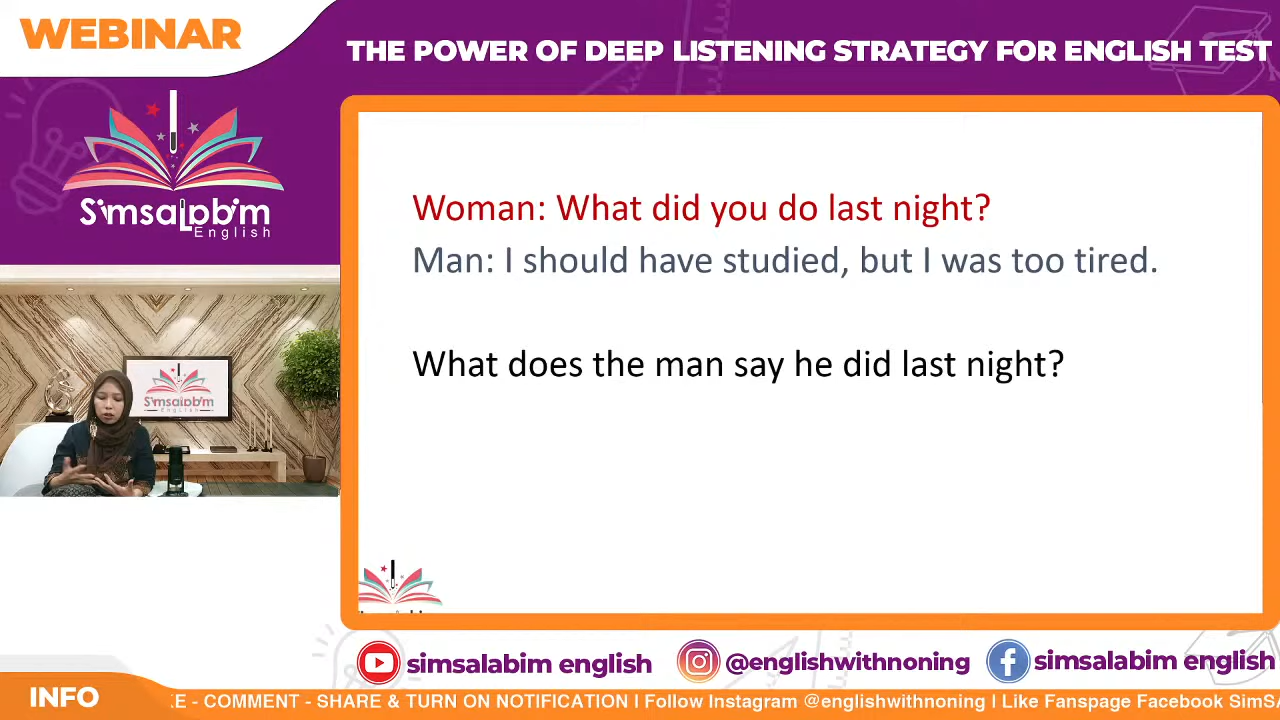 WEBINAR
THE POWER OF DEEP LISTENING STRATEGY FOR ENGLISH TEST
Simsalabim
English
Woman: What did you do last night?
Man: I should have studied, but I was too tired.
What does the man say he did last night?
Simsalabim
English
simsalabim english
@englishwithnoning
simsalabim english
INFO
- COMMENT - SHARE & TURN ON NOTIFICATION I Follow Instagram @englishwithnoning I Like Fanspage Facebook